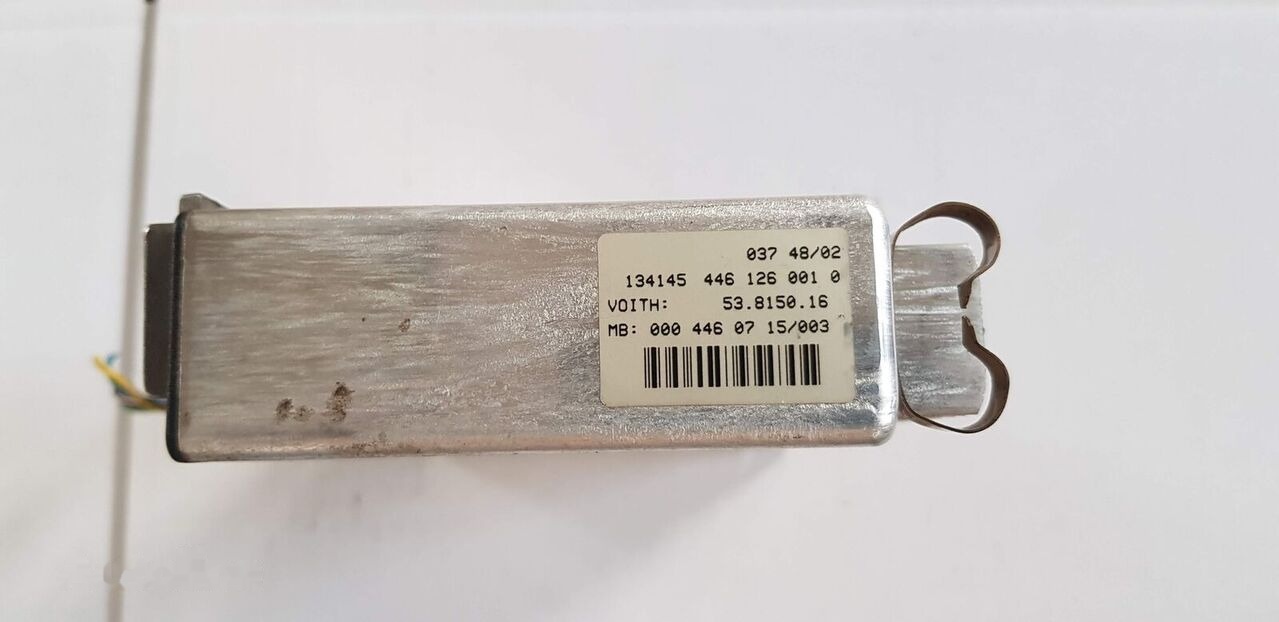 037 48/02
134145 446 126 001 0
VOITH: 53.8150.16
MB: 000 446 07 15/003